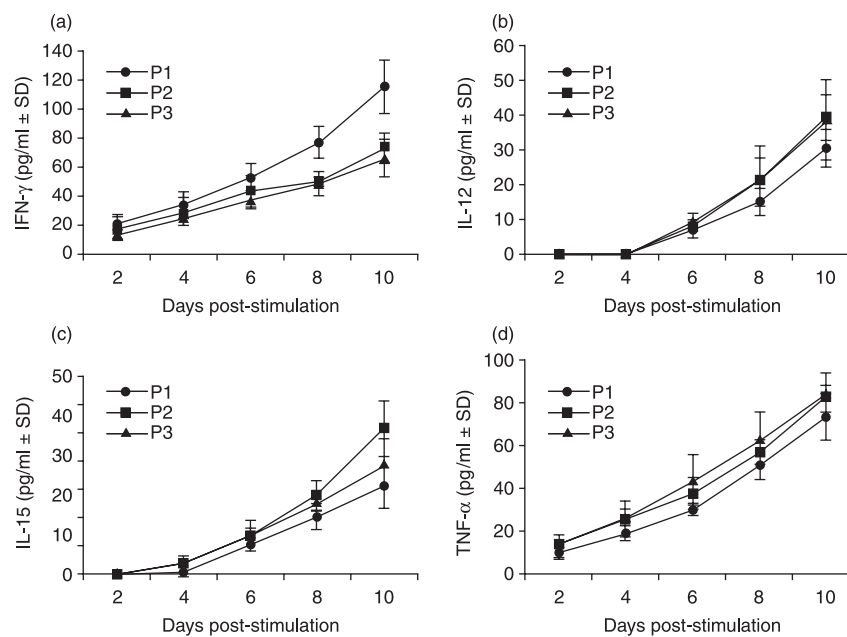 (a)
140
120
100
80
60
40
20
0
IFN-γ (pg/ml ± SD)
P1
P2
P3
2 4 6 8 10
Days post-stimulation
(b)
60
50
40
30
20
10
0
IL-12 (pg/ml ± SD)
P1
P2
P3
2 4 6 8 10
Days post-stimulation
(c)
50
40
30
20
10
0
IL-15 (pg/ml ± SD)
P1
P2
P3
2 4 6 8 10
Days post-stimulation
(d)
100
80
60
40
20
0
TNF-α (pg/ml ± SD)
P1
P2
P3
2 4 6 8 10
Days post-stimulation